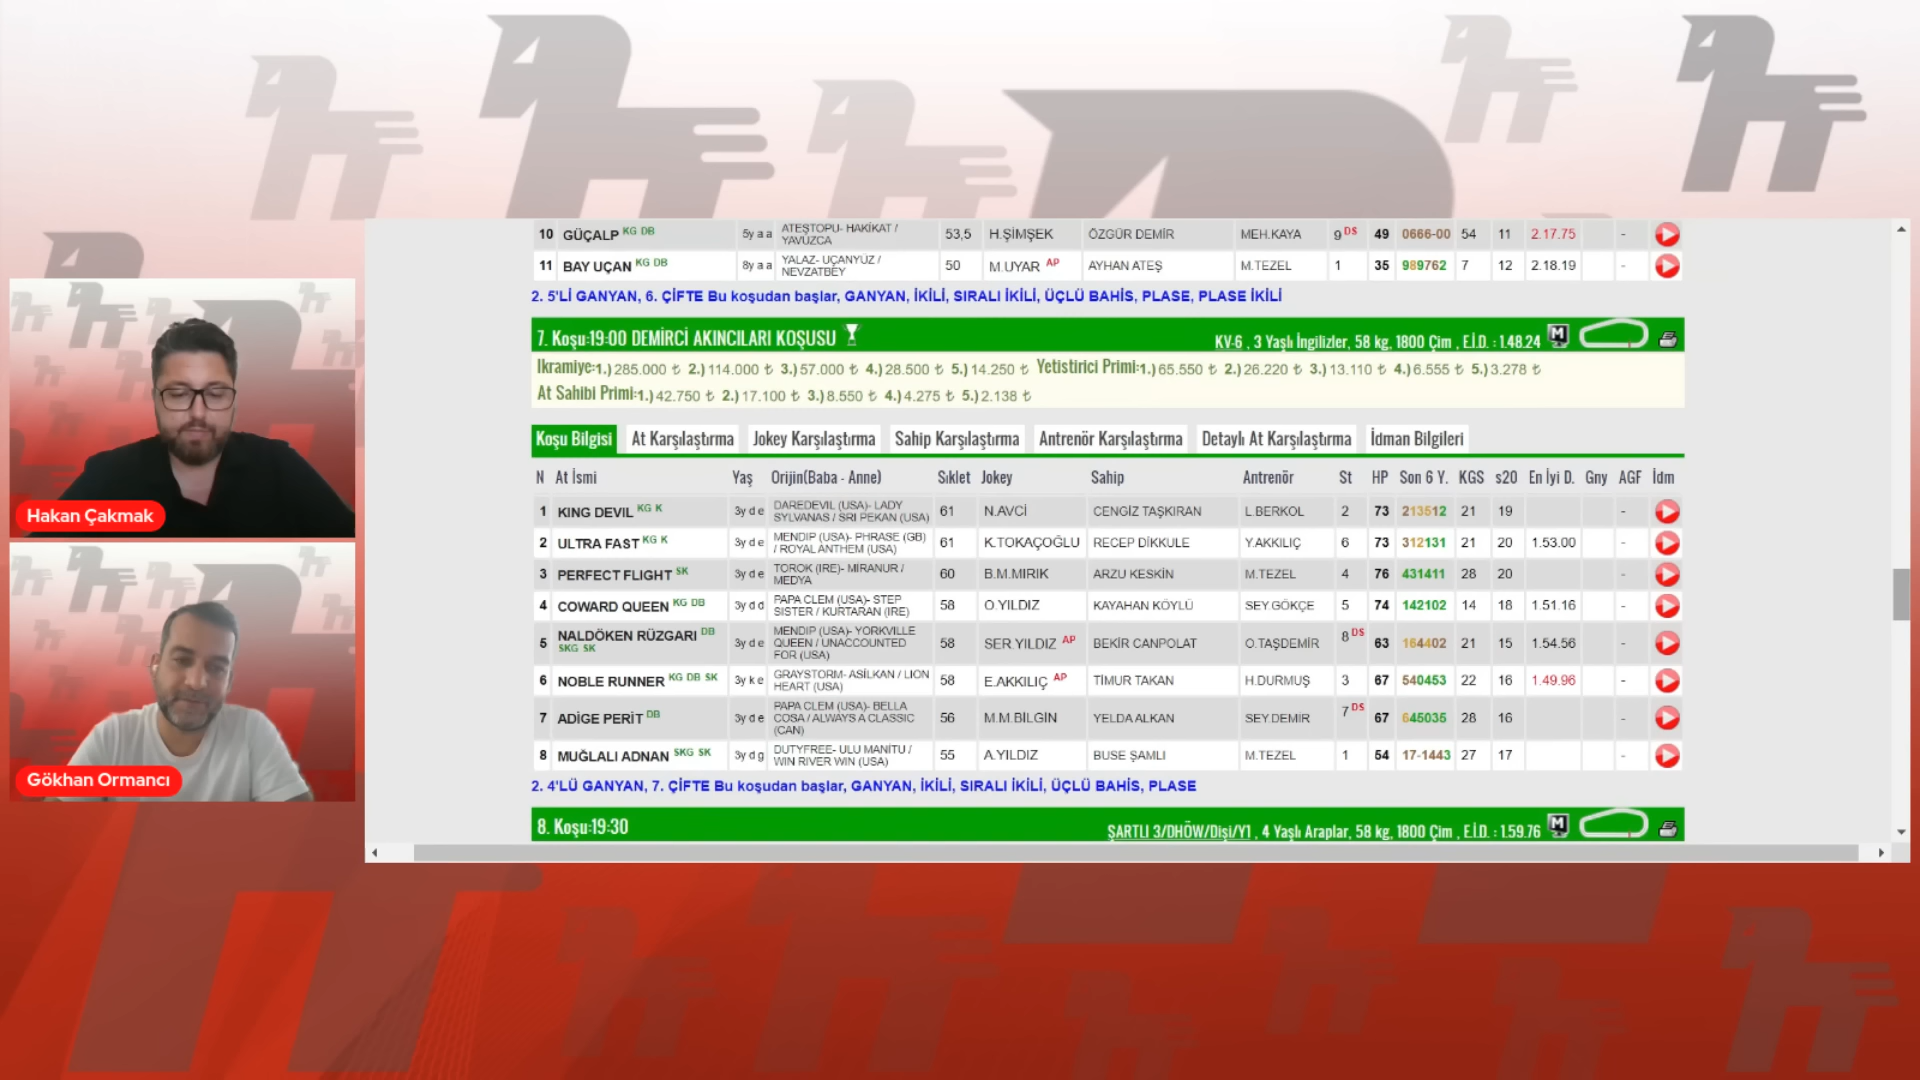 10 GÜÇALP KG DB 5y a a ATEŞTOPU- HAKİKAT / YAVÜZCA 53,5 H.ŞİMŞEK ÖZGÜR DEMİR MEH.KAYA 9 DS 49 0666-00 54 11 2.17.75 -
11 BAY UÇAN KG DB 8y a a YALAZ- UÇANYÜZ / NEVZATBEY 50 M.UYAR AP AYHAN ATEŞ M.TEZEL 1 35 989762 7 12 2.18.19 -
2. 5'Lİ GANYAN, 6. ÇİFTE Bu koşudan başlar, GANYAN, İKİLİ, SIRALI İKİLİ, ÜÇLÜ BAHİS, PLASE, PLASE İKİLİ
7. Koşu:19:00 DEMİRCİ AKINCILARI KOŞUSU KV-6 , 3 Yaşlı İngilizler, 58 kg, 1800 Çim , E.İ.D. : 1.48.24 M
Ikramiye:1.) 285.000 ₺ 2.) 114.000 ₺ 3.) 57.000 ₺ 4.) 28.500 ₺ 5.) 14.250 ₺ Yetistirici Primi:1.) 65.550 ₺ 2.) 26.220 ₺ 3.) 13.110 ₺ 4.) 6.555 ₺ 5.) 3.278 ₺
At Sahibi Primi:1.) 42.750 ₺ 2.) 17.100 ₺ 3.) 8.550 ₺ 4.) 4.275 ₺ 5.) 2.138 ₺
Koşu Bilgisi At Karşılaştırma Jokey Karşılaştırma Sahip Karşılaştırma Antrenör Karşılaştırma Detaylı At Karşılaştırma İdman Bilgileri
N At İsmi Yaş Orijin(Baba - Anne) Sıklet Jokey Sahip Antrenör St HP Son 6 Y. KGS s20 En İyi D. Gny AGF İdm
1 KING DEVIL KG K 3y d e DAREDEVIL (USA)- LADY SYLVANAS / SRI PEKAN (USA) 61 N.AVCİ CENGİZ TAŞKIRAN L.BERKOL 2 73 213512 21 19 -
2 ULTRA FAST KG K 3y d e MENDIP (USA)- PHRASE (GB) / ROYAL ANTHEM (USA) 61 K.TOKAÇOĞLU RECEP DİKKULE Y.AKKILIÇ 6 73 312131 21 20 1.53.00 -
3 PERFECT FLIGHT SK 3y d e TOROK (IRE)- MIRANUR / MEDYA 60 B.M.MIRIK ARZU KESKİN M.TEZEL 4 76 431411 28 20 -
4 COWARD QUEEN KG DB 3y d d PAPA CLEM (USA)- STEP SISTER / KURTARAN (IRE) 58 O.YILDIZ KAYAHAN KÖYLÜ SEY.GÖKÇE 5 74 142102 14 18 1.51.16 -
5 NALDÖKEN RÜZGARI DB SKG SK 3y d e MENDIP (USA)- YORKVILLE QUEEN / UNACCOUNTED FOR (USA) 58 SER.YILDIZ AP BEKİR CANPOLAT O.TAŞDEMİR 8 DS 63 164402 21 15 1.54.56 -
6 NOBLE RUNNER KG DB SK 3y k e GRAYSTORM- ASİLKAN / LION HEART (USA) 58 E.AKKILIÇ AP TİMUR TAKAN H.DURMUŞ 3 67 540453 22 16 1.49.96 -
7 ADİGE PERİT DB 3y d e PAPA CLEM (USA)- BELLA COSA / ALWAYS A CLASSIC (CAN) 56 M.M.BİLGİN YELDA ALKAN SEY.DEMİR 7 DS 67 645035 28 16 -
8 MUĞLALI ADNAN SKG SK 3y d g DUTYFREE- ULU MANİTU / WIN RIVER WIN (USA) 55 A.YILDIZ BUSE ŞAMLI M.TEZEL 1 54 17-1443 27 17 -
2. 4'LÜ GANYAN, 7. ÇİFTE Bu koşudan başlar, GANYAN, İKİLİ, SIRALI İKİLİ, ÜÇLÜ BAHİS, PLASE
8. Koşu:19:30 ŞARTLI 3/DHÖW/Dişi/Y1 , 4 Yaşlı Araplar, 58 kg, 1800 Çim , E.İ.D. : 1.59.76 M
Hakan Çakmak
Gökhan Ormancı